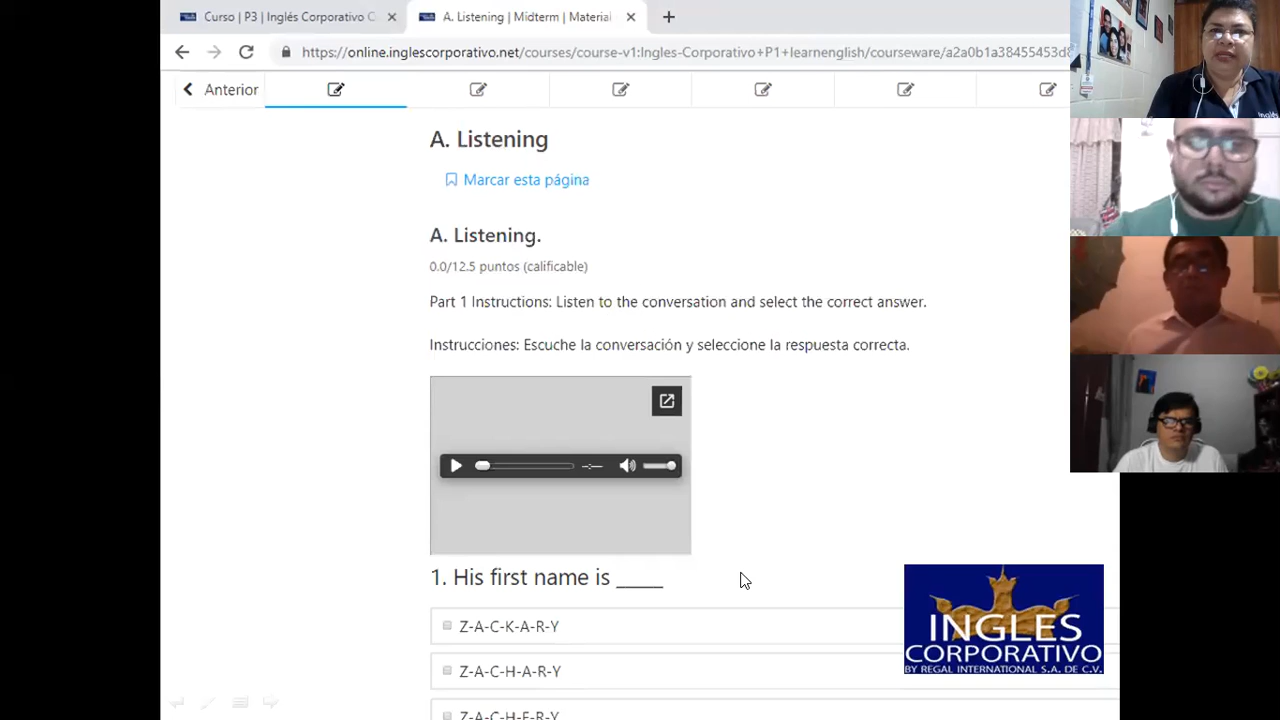 Curso | P3 | Inglés Corporativo C
A. Listening | Midterm | Material
https://online.inglescorporativo.net/courses/course-v1:Ingles-Corporativo+P1+learnenglish/courseware/a2a0b1a38455453d8
Anterior
A. Listening
Marcar esta página
A. Listening.
0.0/12.5 puntos (calificable)
Part 1 Instructions: Listen to the conversation and select the correct answer.
Instrucciones: Escuche la conversación y seleccione la respuesta correcta.
-:-
1. His first name is _____
Z-A-C-K-A-R-Y
Z-A-C-H-A-R-Y
Z-A-C-H-E-R-Y
INGLES
CORPORATIVO
BY REGAL INTERNATIONAL S.A. DE C.V.